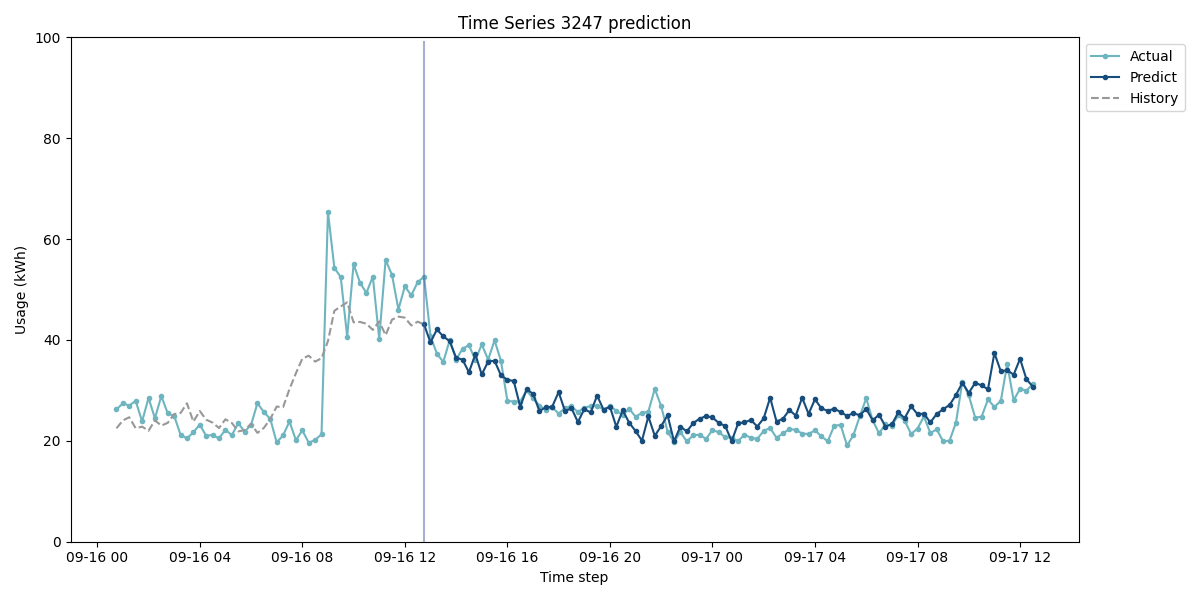 Time Series 3247 prediction
Usage (kWh)
100
80
60
40
20
0
09-16 00
09-16 04
09-16 08
09-16 12
09-16 16
09-16 20
09-17 00
09-17 04
09-17 08
09-17 12
Time step
Actual
Predict
History